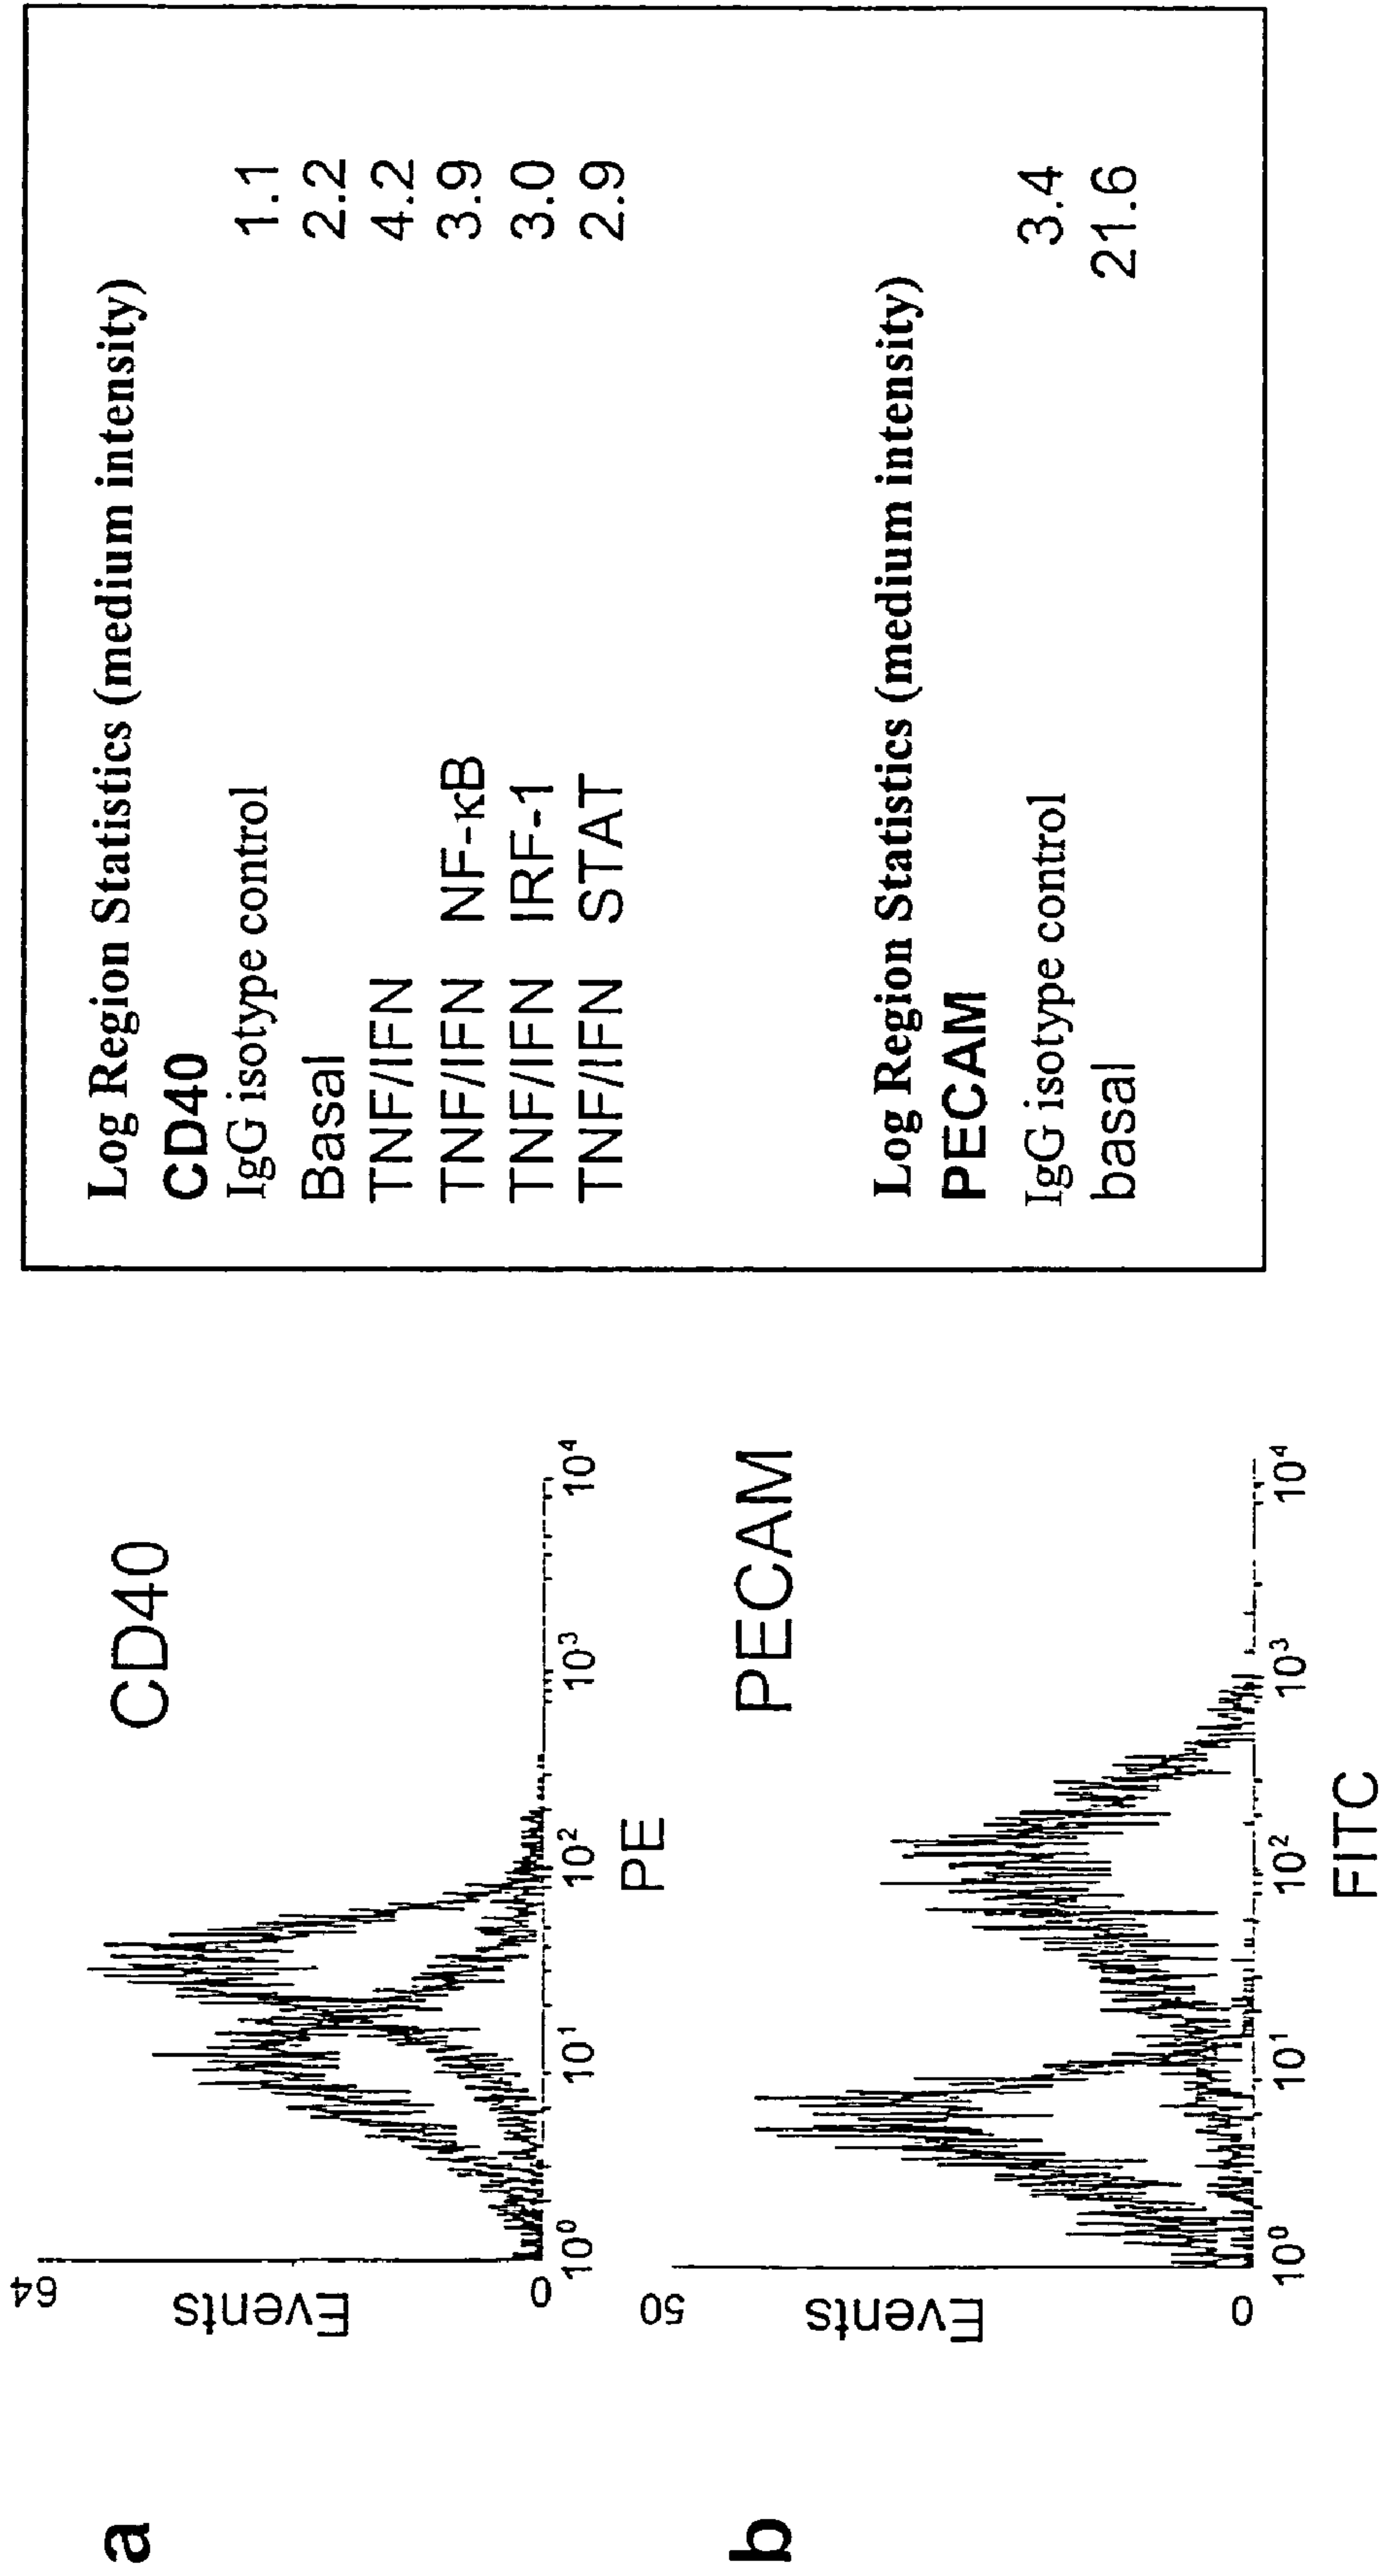 a
CD40
64
Events
0
10⁰ 10¹ 10² 10³ 10⁴
PE
b
PECAM
50
Events
0
10⁰ 10¹ 10² 10³ 10⁴
FITC
Log Region Statistics (medium intensity)
CD40
IgG isotype control 1.1
Basal 2.2
TNF/IFN 4.2
TNF/IFN NF-κB 3.9
TNF/IFN IRF-1 3.0
TNF/IFN STAT 2.9
Log Region Statistics (medium intensity)
PECAM
IgG isotype control 3.4
basal 21.6